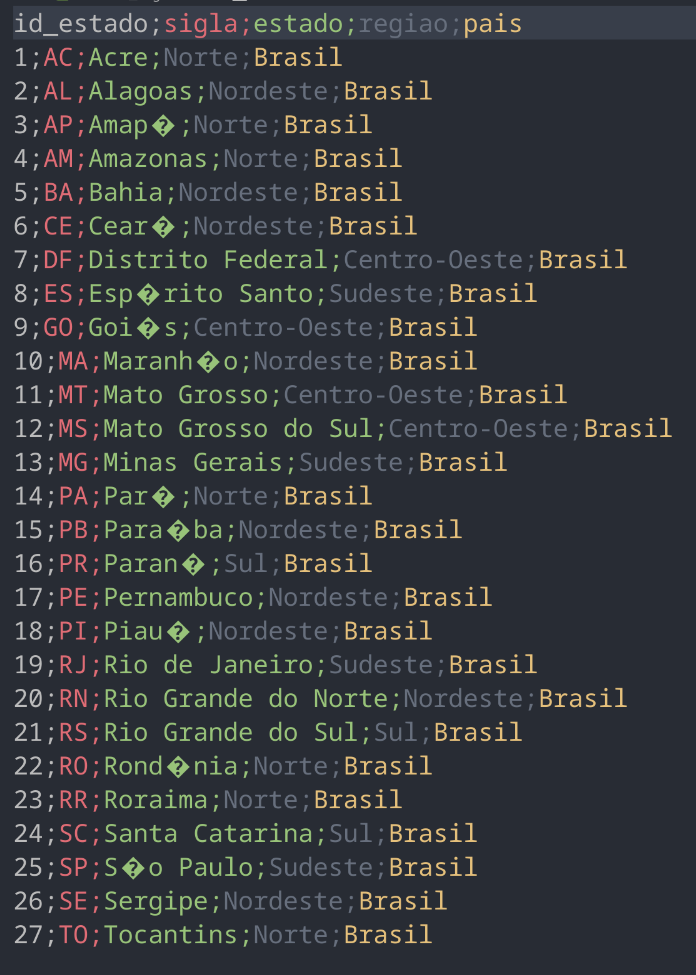 id_estado;sigla;estado;regiao;pais
1;AC;Acre;Norte;Brasil
2;AL;Alagoas;Nordeste;Brasil
3;AP;Amap�;Norte;Brasil
4;AM;Amazonas;Norte;Brasil
5;BA;Bahia;Nordeste;Brasil
6;CE;Cear�;Nordeste;Brasil
7;DF;Distrito Federal;Centro-Oeste;Brasil
8;ES;Esp�rito Santo;Sudeste;Brasil
9;GO;Goi�s;Centro-Oeste;Brasil
10;MA;Maranh�o;Nordeste;Brasil
11;MT;Mato Grosso;Centro-Oeste;Brasil
12;MS;Mato Grosso do Sul;Centro-Oeste;Brasil
13;MG;Minas Gerais;Sudeste;Brasil
14;PA;Par�;Norte;Brasil
15;PB;Para�ba;Nordeste;Brasil
16;PR;Paran�;Sul;Brasil
17;PE;Pernambuco;Nordeste;Brasil
18;PI;Piau�;Nordeste;Brasil
19;RJ;Rio de Janeiro;Sudeste;Brasil
20;RN;Rio Grande do Norte;Nordeste;Brasil
21;RS;Rio Grande do Sul;Sul;Brasil
22;RO;Rond�nia;Norte;Brasil
23;RR;Roraima;Norte;Brasil
24;SC;Santa Catarina;Sul;Brasil
25;SP;S�o Paulo;Sudeste;Brasil
26;SE;Sergipe;Nordeste;Brasil
27;TO;Tocantins;Norte;Brasil